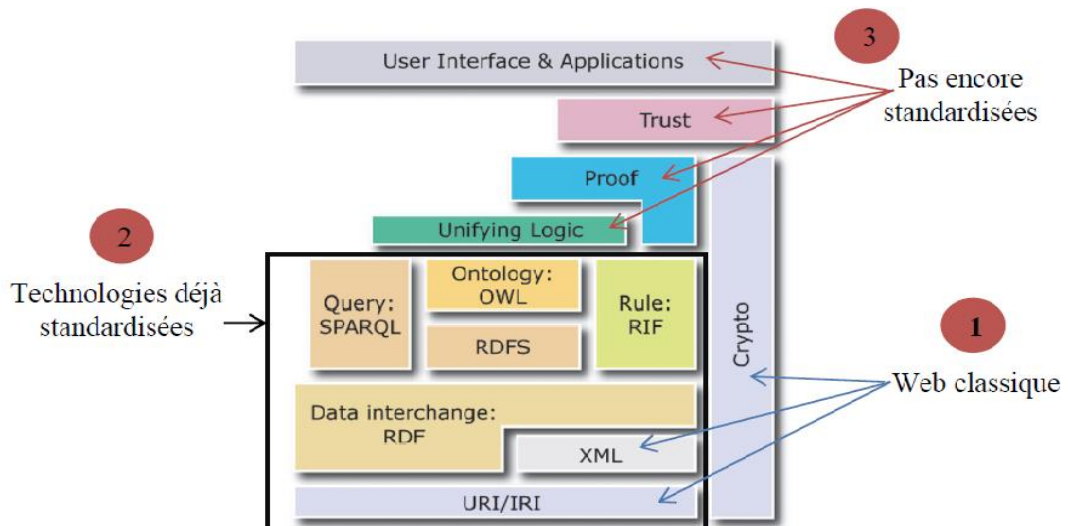 3
User Interface & Applications
Pas encore
standardisées
Trust
Proof
Unifying Logic
2
Technologies déjà
standardisées
Query:
SPARQL
Ontology:
OWL
RDFS
Rule:
RIF
Crypto
1
Web classique
Data interchange:
RDF
XML
URI/IRI